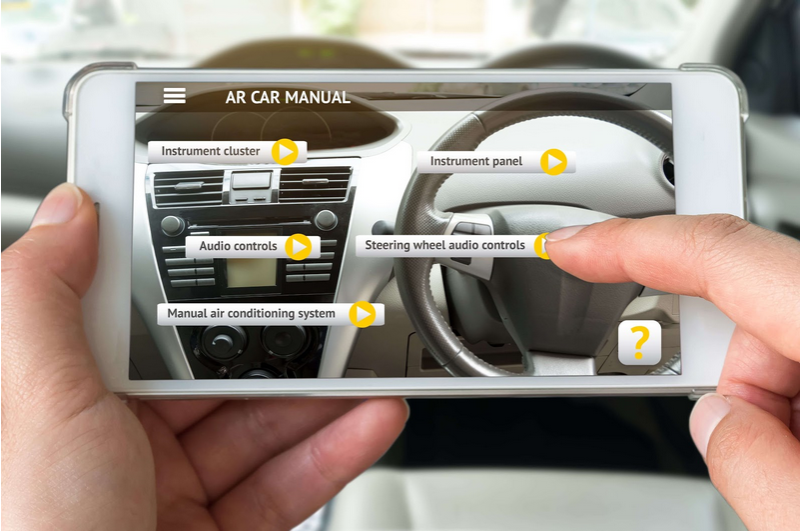 AR CAR MANUAL
Instrument cluster
Instrument panel
Audio controls
Steering wheel audio controls
Manual air conditioning system
?